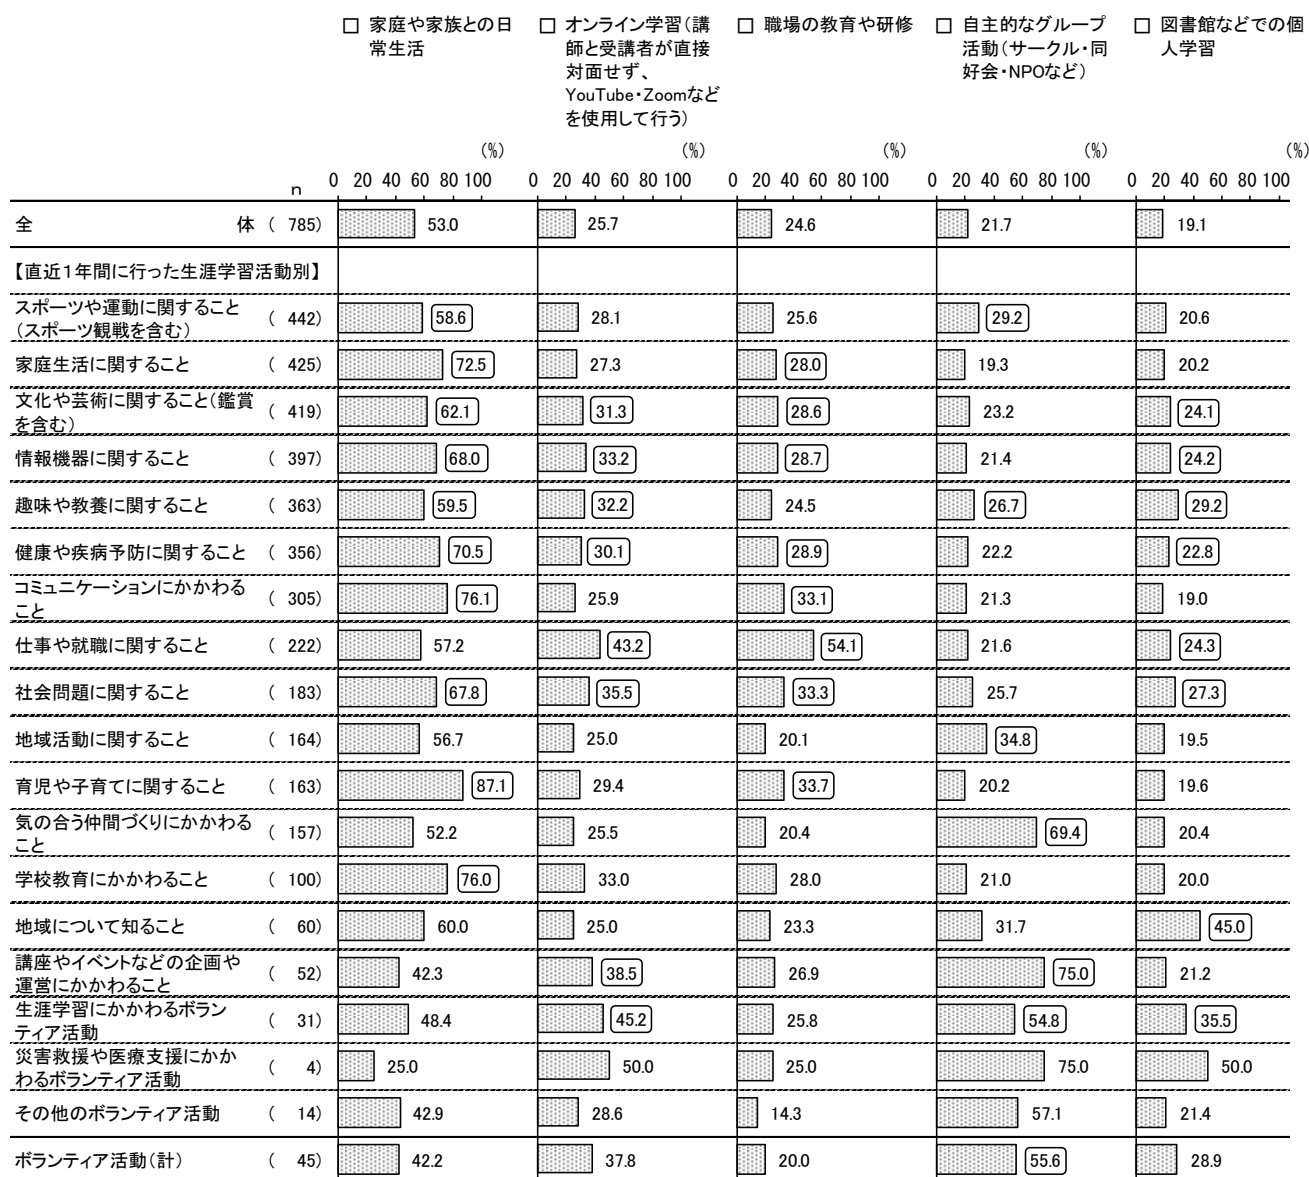 □ 家庭や家族との日常生活
□ オンライン学習(講師と受講者が直接対面せず、YouTube・Zoomなどを使用して行う)
□ 職場の教育や研修
□ 自主的なグループ活動(サークル・同好会・NPOなど)
□ 図書館などでの個人学習
(%) (%) (%) (%) (%)
n 0 20 40 60 80 100 0 20 40 60 80 100 0 20 40 60 80 100 0 20 40 60 80 100 0 20 40 60 80 100
全体 ( 785) 53.0 25.7 24.6 21.7 19.1
【直近1年間に行った生涯学習活動別】
スポーツや運動に関すること
(スポーツ観戦を含む) ( 442) 58.6 28.1 25.6 29.2 20.6
家庭生活に関すること ( 425) 72.5 27.3 28.0 19.3 20.2
文化や芸術に関すること(鑑賞
を含む) ( 419) 62.1 31.3 28.6 23.2 24.1
情報機器に関すること ( 397) 68.0 33.2 28.7 21.4 24.2
趣味や教養に関すること ( 363) 59.5 32.2 24.5 26.7 29.2
健康や疾病予防に関すること ( 356) 70.5 30.1 28.9 22.2 22.8
コミュニケーションにかかわる
こと ( 305) 76.1 25.9 33.1 21.3 19.0
仕事や就職に関すること ( 222) 57.2 43.2 54.1 21.6 24.3
社会問題に関すること ( 183) 67.8 35.5 33.3 25.7 27.3
地域活動に関すること ( 164) 56.7 25.0 20.1 34.8 19.5
育児や子育てに関すること ( 163) 87.1 29.4 33.7 20.2 19.6
気の合う仲間づくりにかかわる
こと ( 157) 52.2 25.5 20.4 69.4 20.4
学校教育にかかわること ( 100) 76.0 33.0 28.0 21.0 20.0
地域について知ること ( 60) 60.0 25.0 23.3 31.7 45.0
講座やイベントなどの企画や
運営にかかわること ( 52) 42.3 38.5 26.9 75.0 21.2
生涯学習にかかわるボラン
ティア活動 ( 31) 48.4 45.2 25.8 54.8 35.5
災害救援や医療支援にかか
わるボランティア活動 ( 4) 25.0 50.0 25.0 75.0 50.0
その他のボランティア活動 ( 14) 42.9 28.6 14.3 57.1 21.4
ボランティア活動(計) ( 45) 42.2 37.8 20.0 55.6 28.9